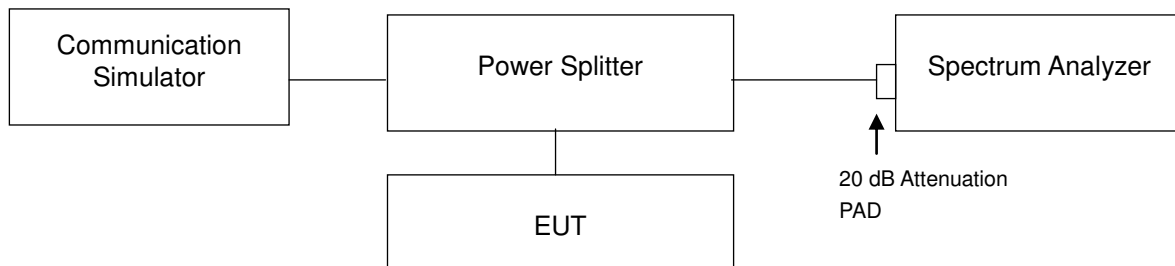 Communication
Simulator
Power Splitter
Spectrum Analyzer
20 dB Attenuation
PAD
EUT